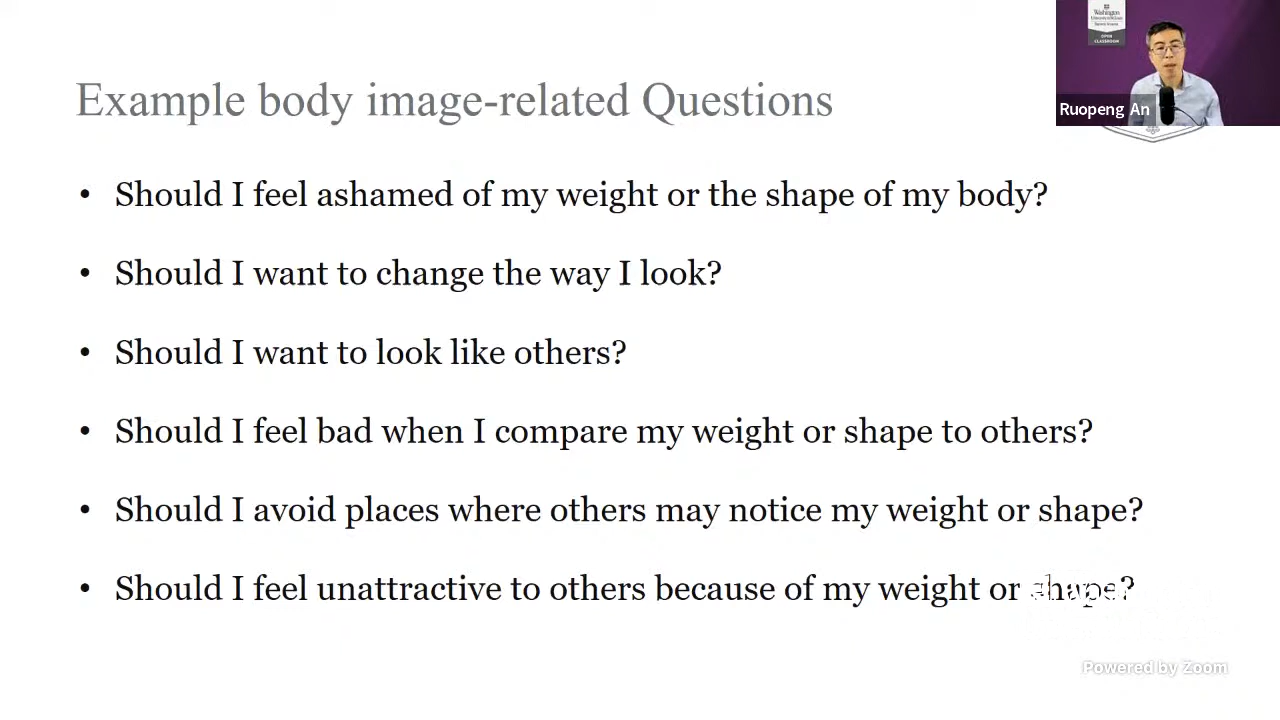 Washington
OPEN
CLASSROOM
Ruopeng An
Example body image-related Questions
• Should I feel ashamed of my weight or the shape of my body?
• Should I want to change the way I look?
• Should I want to look like others?
• Should I feel bad when I compare my weight or shape to others?
• Should I avoid places where others may notice my weight or shape?
• Should I feel unattractive to others because of my weight or shape?
Powered by Zoom